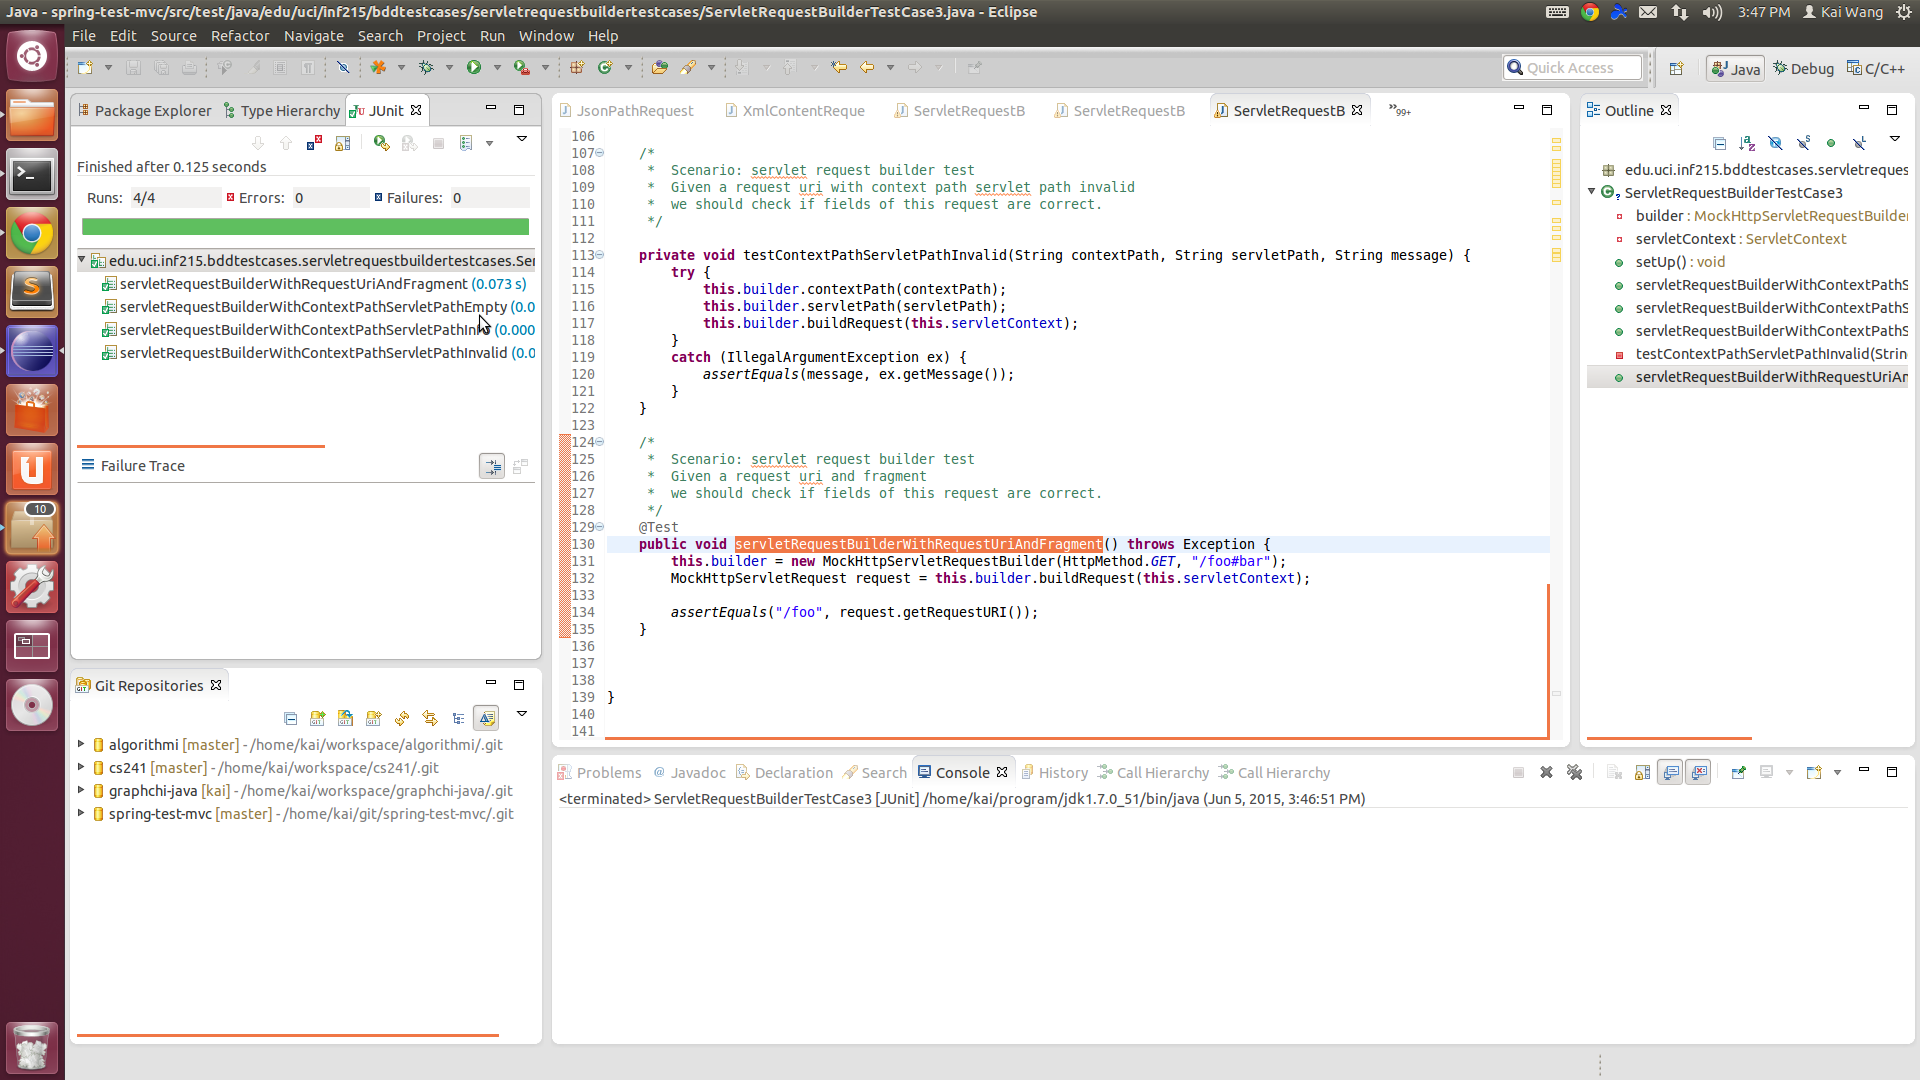 Java - spring-test-mvc/src/test/java/edu/uci/inf215/bddtestcases/servletrequestbuildertestcases/ServletRequestBuilderTestCase3.java - Eclipse
3:47 PM Kai Wang
File Edit Source Refactor Navigate Search Project Run Window Help
Quick Access Java Debug C/C++
Package Explorer Type Hierarchy JUnit
Finished after 0.125 seconds
Runs: 4/4 Errors: 0 Failures: 0
edu.uci.inf215.bddtestcases.servletrequestbuildertestcases.Ser
servletRequestBuilderWithRequestUriAndFragment (0.073 s)
servletRequestBuilderWithContextPathServletPathEmpty (0.0
servletRequestBuilderWithContextPathServletPathIn (0.000
servletRequestBuilderWithContextPathServletPathInvalid (0.0
Failure Trace
10
Git Repositories
algorithmi [master] - /home/kai/workspace/algorithmi/.git
cs241 [master] - /home/kai/workspace/cs241/.git
graphchi-java [kai] - /home/kai/workspace/graphchi-java/.git
spring-test-mvc [master] - /home/kai/git/spring-test-mvc/.git
JsonPathRequest XmlContentReque ServletRequestB ServletRequestB ServletRequestB »99+
106
107 /*
108 * Scenario: servlet request builder test
109 * Given a request uri with context path servlet path invalid
110 * we should check if fields of this request are correct.
111 */
112
113 private void testContextPathServletPathInvalid(String contextPath, String servletPath, String message) {
114 try {
115 this.builder.contextPath(contextPath);
116 this.builder.servletPath(servletPath);
117 this.builder.buildRequest(this.servletContext);
118 }
119 catch (IllegalArgumentException ex) {
120 assertEquals(message, ex.getMessage());
121 }
122 }
123
124 /*
125 * Scenario: servlet request builder test
126 * Given a request uri and fragment
127 * we should check if fields of this request are correct.
128 */
129 @Test
130 public void servletRequestBuilderWithRequestUriAndFragment() throws Exception {
131 this.builder = new MockHttpServletRequestBuilder(HttpMethod.GET, "/foo#bar");
132 MockHttpServletRequest request = this.builder.buildRequest(this.servletContext);
133
134 assertEquals("/foo", request.getRequestURI());
135 }
136
137
138
139 }
140
141
Outline
edu.uci.inf215.bddtestcases.servletreques
ServletRequestBuilderTestCase3
builder : MockHttpServletRequestBuilder
servletContext : ServletContext
setUp() : void
servletRequestBuilderWithContextPathS
servletRequestBuilderWithContextPathS
servletRequestBuilderWithContextPathS
testContextPathServletPathInvalid(Strin
servletRequestBuilderWithRequestUriAn
Problems @ Javadoc Declaration Search Console History Call Hierarchy Call Hierarchy
<terminated> ServletRequestBuilderTestCase3 [JUnit] /home/kai/program/jdk1.7.0_51/bin/java (Jun 5, 2015, 3:46:51 PM)